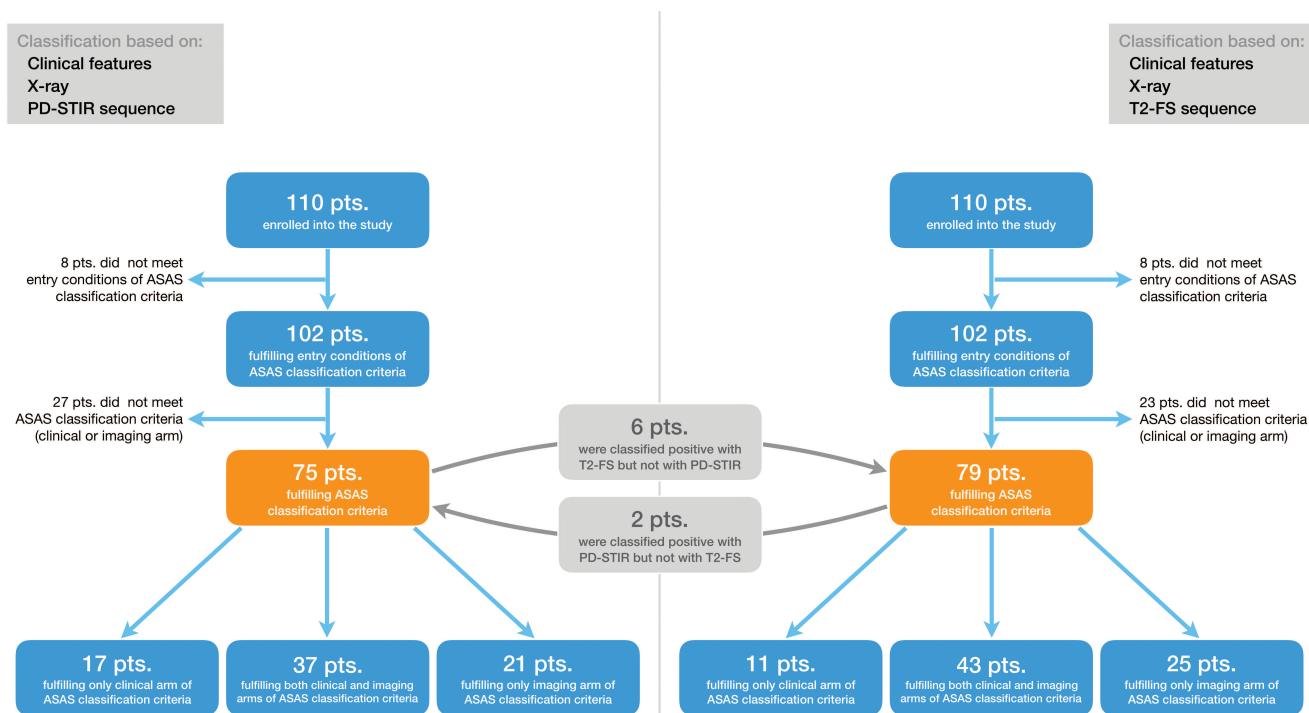 Classification based on:
Clinical features
X-ray
PD-STIR sequence
110 pts.
enrolled into the study
8 pts. did not meet
entry conditions of ASAS
classification criteria
102 pts.
fulfilling entry conditions of
ASAS classification criteria
27 pts. did not meet
ASAS classification criteria
(clinical or imaging arm)
75 pts.
fulfilling ASAS
classification criteria
17 pts.
fulfilling only clinical arm of
ASAS classification criteria
37 pts.
fulfilling both clinical and imaging
arms of ASAS classification criteria
21 pts.
fulfilling only imaging arm of
ASAS classification criteria
6 pts.
were classified positive with
T2-FS but not with PD-STIR
2 pts.
were classified positive with
PD-STIR but not with T2-FS
Classification based on:
Clinical features
X-ray
T2-FS sequence
110 pts.
enrolled into the study
8 pts. did not meet
entry conditions of ASAS
classification criteria
102 pts.
fulfilling entry conditions of
ASAS classification criteria
23 pts. did not meet
ASAS classification criteria
(clinical or imaging arm)
79 pts.
fulfilling ASAS
classification criteria
11 pts.
fulfilling only clinical arm of
ASAS classification criteria
43 pts.
fulfilling both clinical and imaging
arms of ASAS classification criteria
25 pts.
fulfilling only imaging arm of
ASAS classification criteria